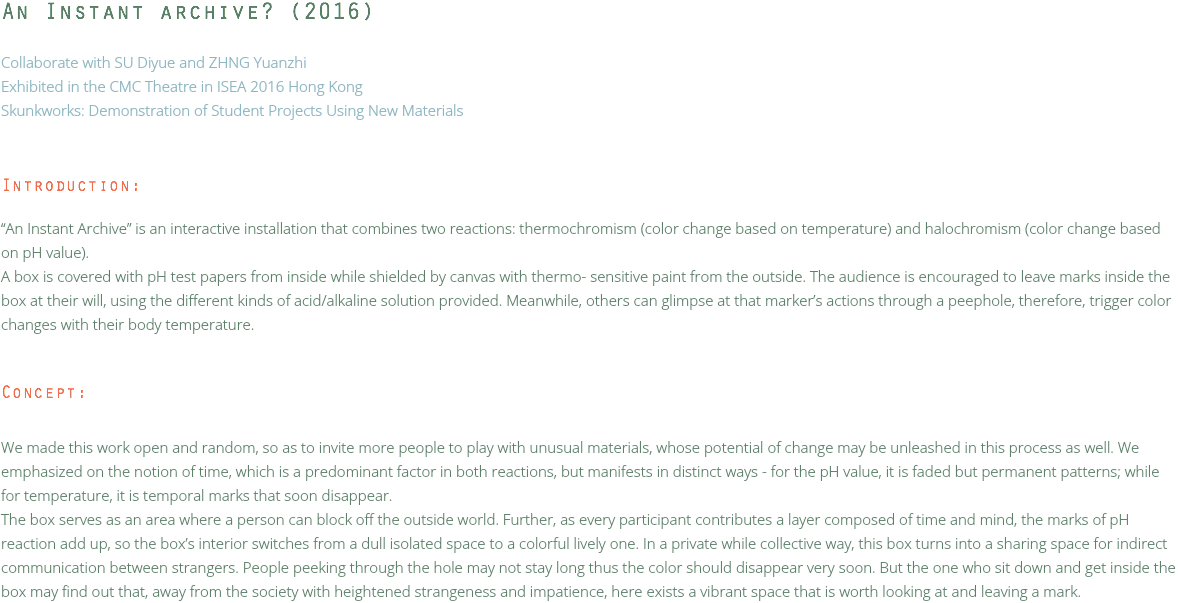 An Instant archive? (2016)
Collaborate with SU Diyue and ZHNG Yuanzhi
Exhibited in the CMC Theatre in ISEA 2016 Hong Kong
Skunkworks: Demonstration of Student Projects Using New Materials
Introduction:
“An Instant Archive” is an interactive installation that combines two reactions: thermochromism (color change based on temperature) and halochromism (color change based
on pH value).
A box is covered with pH test papers from inside while shielded by canvas with thermo- sensitive paint from the outside. The audience is encouraged to leave marks inside the
box at their will, using the different kinds of acid/alkaline solution provided. Meanwhile, others can glimpse at that marker’s actions through a peephole, therefore, trigger color
changes with their body temperature.
Concept:
We made this work open and random, so as to invite more people to play with unusual materials, whose potential of change may be unleashed in this process as well. We
emphasized on the notion of time, which is a predominant factor in both reactions, but manifests in distinct ways - for the pH value, it is faded but permanent patterns; while
for temperature, it is temporal marks that soon disappear.
The box serves as an area where a person can block off the outside world. Further, as every participant contributes a layer composed of time and mind, the marks of pH
reaction add up, so the box’s interior switches from a dull isolated space to a colorful lively one. In a private while collective way, this box turns into a sharing space for indirect
communication between strangers. People peeking through the hole may not stay long thus the color should disappear very soon. But the one who sit down and get inside the
box may find out that, away from the society with heightened strangeness and impatience, here exists a vibrant space that is worth looking at and leaving a mark.